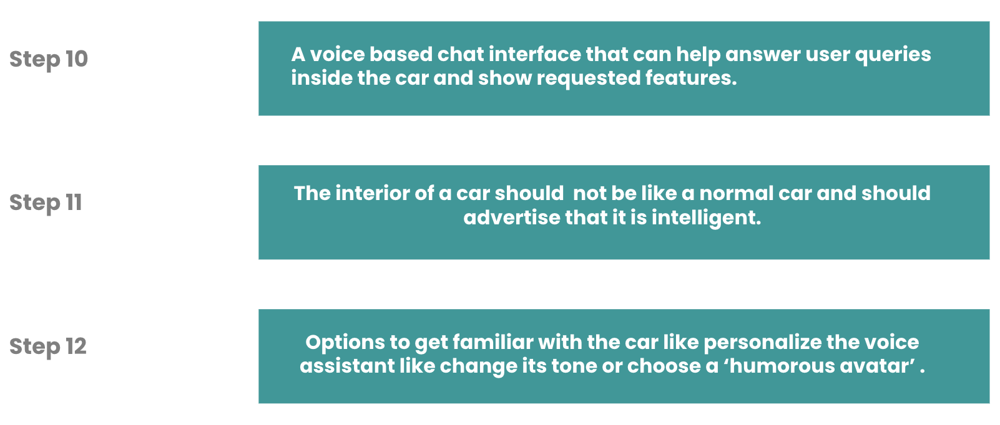 Step 10
A voice based chat interface that can help answer user queries
inside the car and show requested features.
Step 11
The interior of a car should  not be like a normal car and should
advertise that it is intelligent.
Step 12
Options to get familiar with the car like personalize the voice
assistant like change its tone or choose a ‘humorous avatar’ .